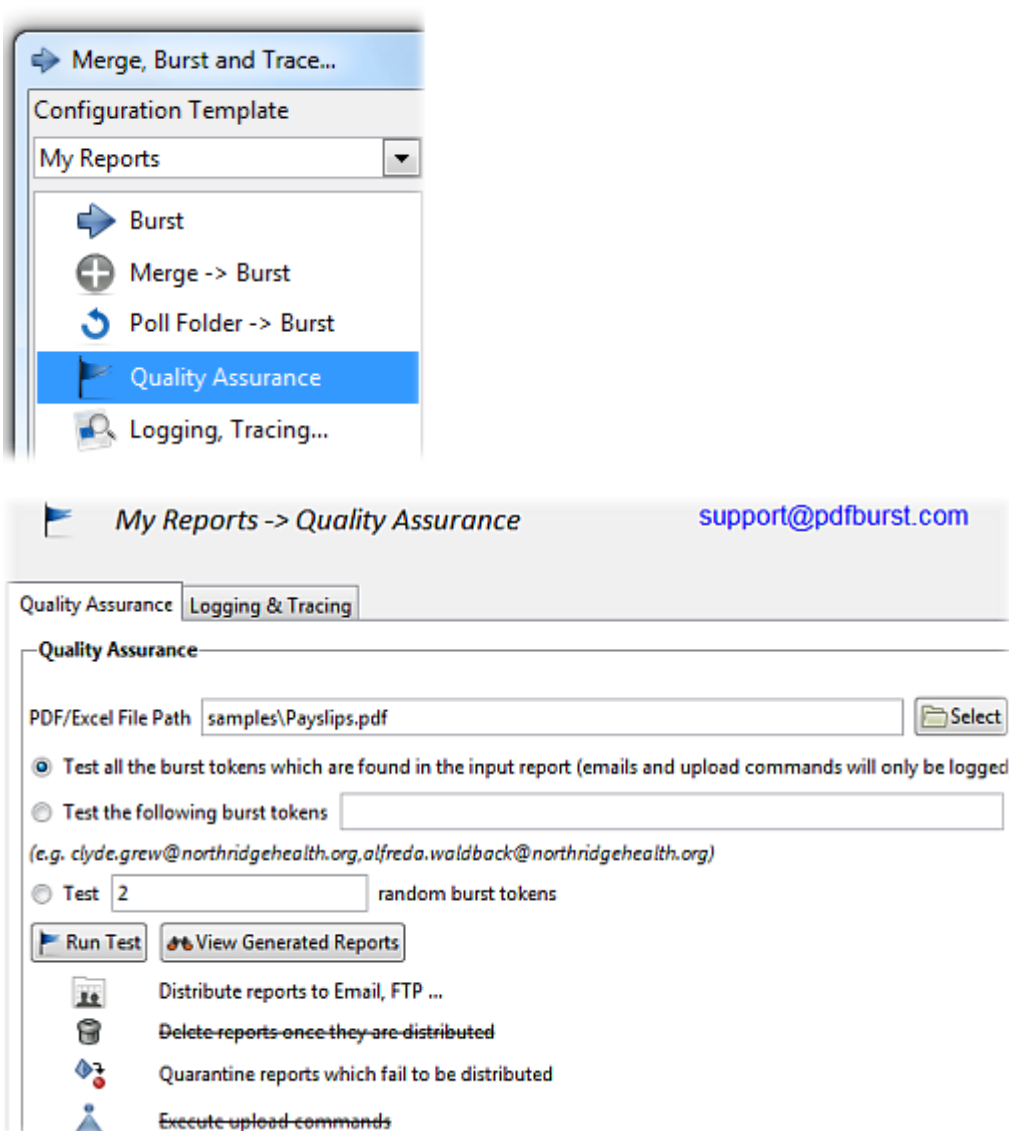 Merge, Burst and Trace...
Configuration Template
My Reports
Burst
Merge -> Burst
Poll Folder -> Burst
Quality Assurance
Logging, Tracing...
My Reports -> Quality Assurance support@pdfburst.com
Quality Assurance Logging & Tracing
Quality Assurance
PDF/Excel File Path samples\Payslips.pdf Select
Test all the burst tokens which are found in the input report (emails and upload commands will only be logged
Test the following burst tokens
(e.g. clyde.grew@northridgehealth.org,alfreda.waldback@northridgehealth.org)
Test 2 random burst tokens
Run Test View Generated Reports
Distribute reports to Email, FTP ...
Delete reports once they are distributed
Quarantine reports which fail to be distributed
Execute upload commands